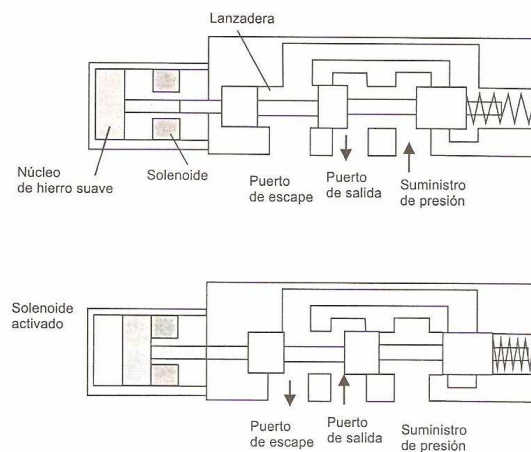 Lanzadera
Núcleo
de hierro suave
Solenoide
Puerto
de escape
Puerto
de salida
Suministro
de presión
Solenoide
activado
Puerto
de escape
Puerto
de salida
Suministro
de presión